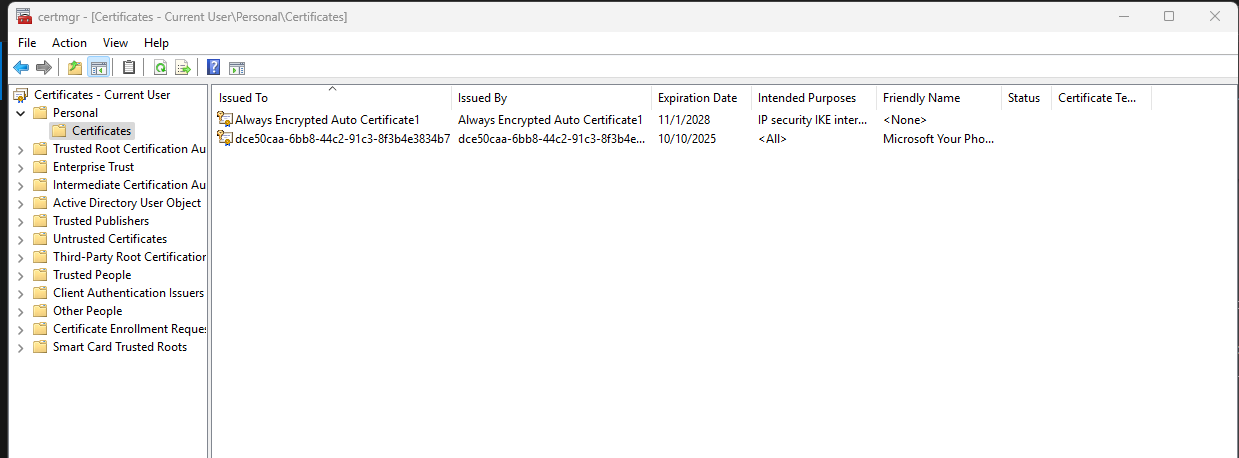 certmgr - [Certificates - Current User\Personal\Certificates]
File Action View Help
Certificates - Current User
Personal
Certificates
Trusted Root Certification Au
Enterprise Trust
Intermediate Certification Au
Active Directory User Object
Trusted Publishers
Untrusted Certificates
Third-Party Root Certification
Trusted People
Client Authentication Issuers
Other People
Certificate Enrollment Reques
Smart Card Trusted Roots
Issued To Issued By Expiration Date Intended Purposes Friendly Name Status Certificate Te...
Always Encrypted Auto Certificate1 Always Encrypted Auto Certificate1 11/1/2028 IP security IKE inter... <None>
dce50caa-6bb8-44c2-91c3-8f3b4e3834b7 dce50caa-6bb8-44c2-91c3-8f3b4e... 10/10/2025 <All> Microsoft Your Pho...